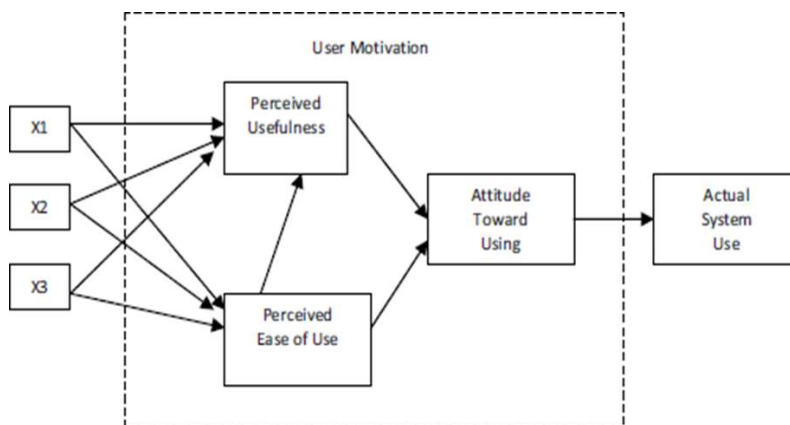 User Motivation
X1
X2
X3
Perceived
Usefulness
Perceived
Ease of Use
Attitude
Toward
Using
Actual
System
Use